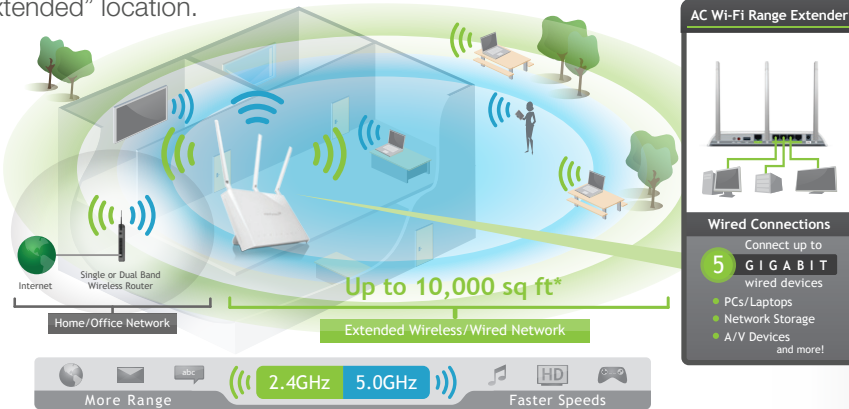 xtended” location.
AC Wi-Fi Range Extender
Internet
Single or Dual Band
Wireless Router
Home/Office Network
Up to 10,000 sq ft*
Extended Wireless/Wired Network
Wired Connections
Connect up to
5 GIGABIT
wired devices
PCs/Laptops
Network Storage
A/V Devices
and more!
abc
2.4GHz 5.0GHz
HD
More Range
Faster Speeds